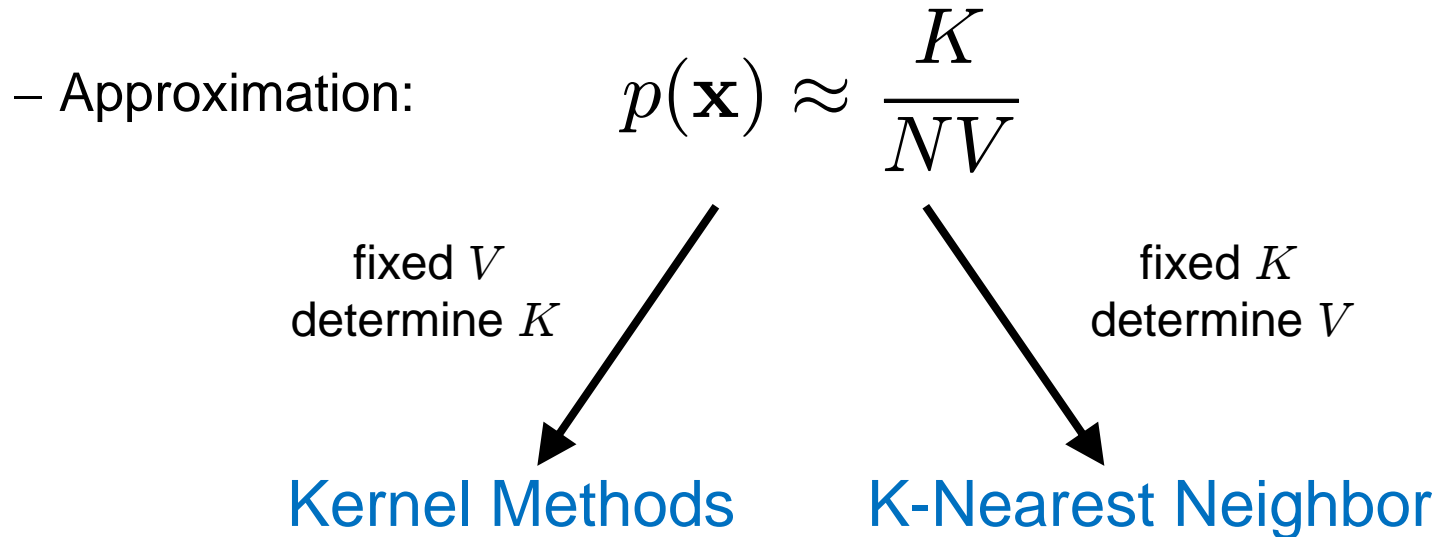 – Approximation: p(x) ≈ K / NV
fixed V
determine K
fixed K
determine V
Kernel Methods
K-Nearest Neighbor